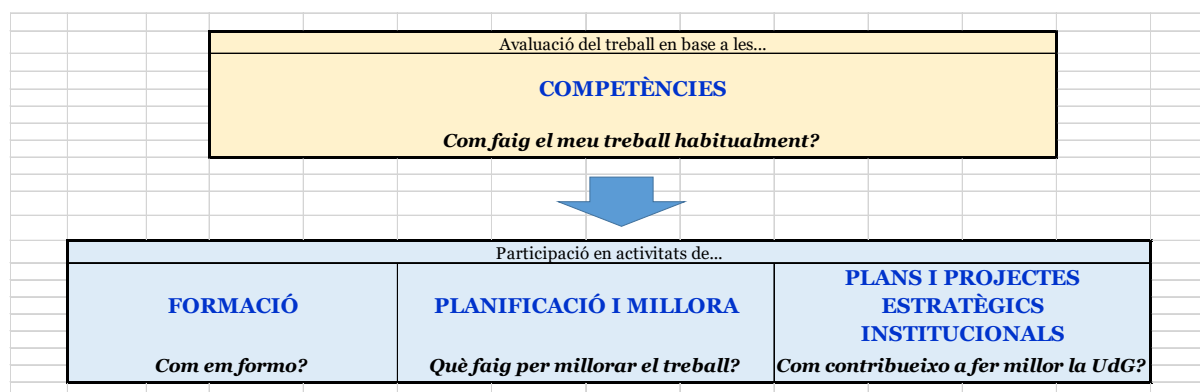 Avaluació del treball en base a les...
COMPETÈNCIES
Com faig el meu treball habitualment?
Participació en activitats de...
FORMACIÓ
Com em formo?
PLANIFICACIÓ I MILLORA
Què faig per millorar el treball?
PLANS I PROJECTES
ESTRATÈGICS
INSTITUCIONALS
Com contribueixo a fer millor la UdG?